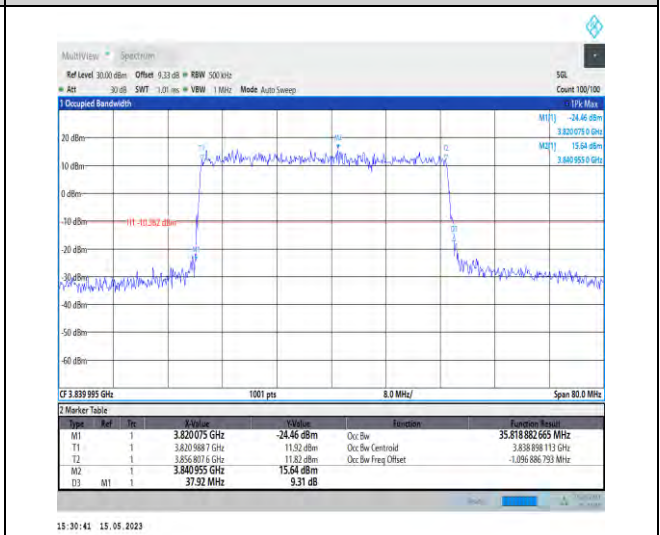 MultiView Spectrum
Ref Level 30.00 dBm Offset 9.33 dB RBW 500 kHz SGL
Att 30 dB SWT 1.01 ms VBW 1 MHz Mode Auto Sweep Count 100/100
1 Occupied Bandwidth 1Pk Max
M1[1] -24.46 dBm
3.820075 0 GHz
M2[1] 15.64 dBm
3.840955 0 GHz
20 dBm
10 dBm
0 dBm
-10 dBm
H1 -10.362 dBm
-20 dBm
-30 dBm
-40 dBm
-50 dBm
-60 dBm
T1
M2
T2
D3
CF 3.839 995 GHz 1001 pts 8.0 MHz/ Span 80.0 MHz
2 Marker Table
Type Ref Trc X-Value Y-Value Function Function Result
M1 1 3.820075 GHz -24.46 dBm Occ Bw 35.818 882 665 MHz
T1 1 3.820 988 7 GHz 11.92 dBm Occ Bw Centroid 3.838 898 113 GHz
T2 1 3.856 807 6 GHz 11.82 dBm Occ Bw Freq Offset -1.096 886 793 MHz
M2 1 3.840 955 GHz 15.64 dBm
D3 M1 1 37.92 MHz 9.31 dB
15:30:41 15.05.2023